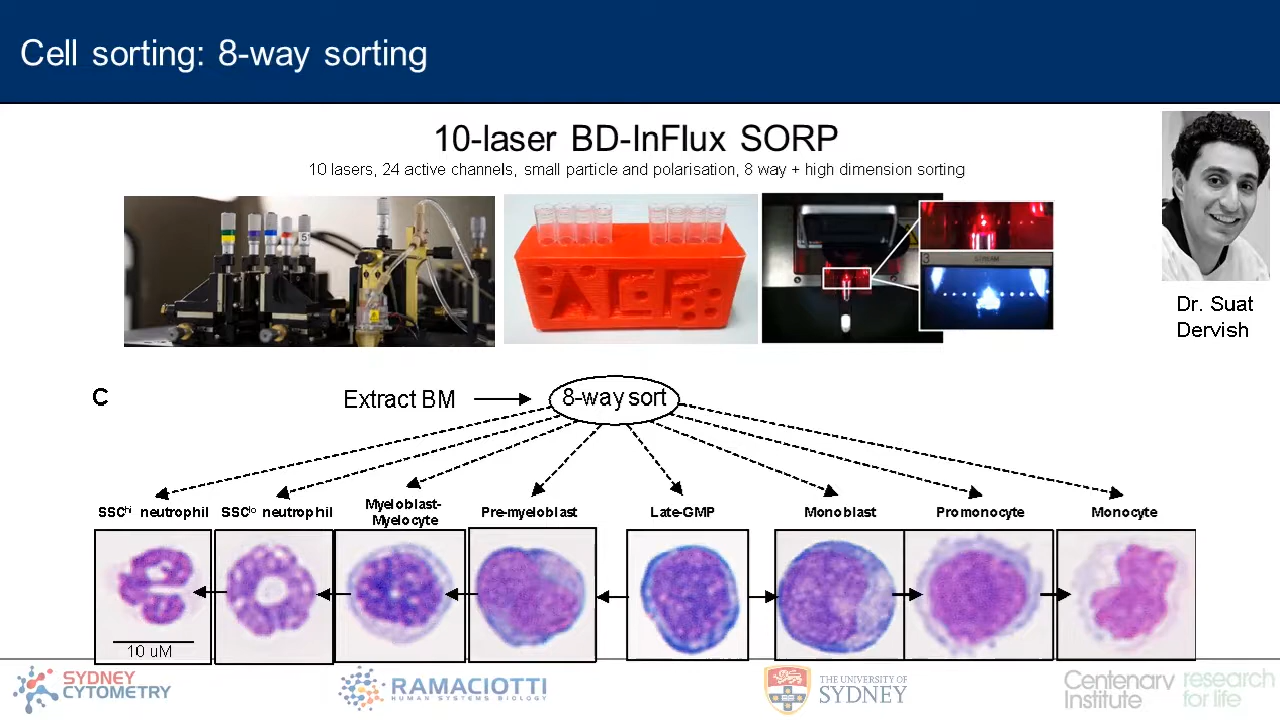 Cell sorting: 8-way sorting
10-laser BD-InFlux SORP
10 lasers, 24 active channels, small particle and polarisation, 8 way + high dimension sorting
5
3
STREAM
Dr. Suat
Dervish
C
Extract BM
8-way sort
SSChi neutrophil
SSClo neutrophil
Myeloblast-
Myelocyte
Pre-myeloblast
Late-GMP
Monoblast
Promonocyte
Monocyte
10 uM
SYDNEY
CYTOMETRY
RAMACIOTTI
HUMAN SYSTEMS BIOLOGY
THE UNIVERSITY OF
SYDNEY
Centenary
Institute
research
for life